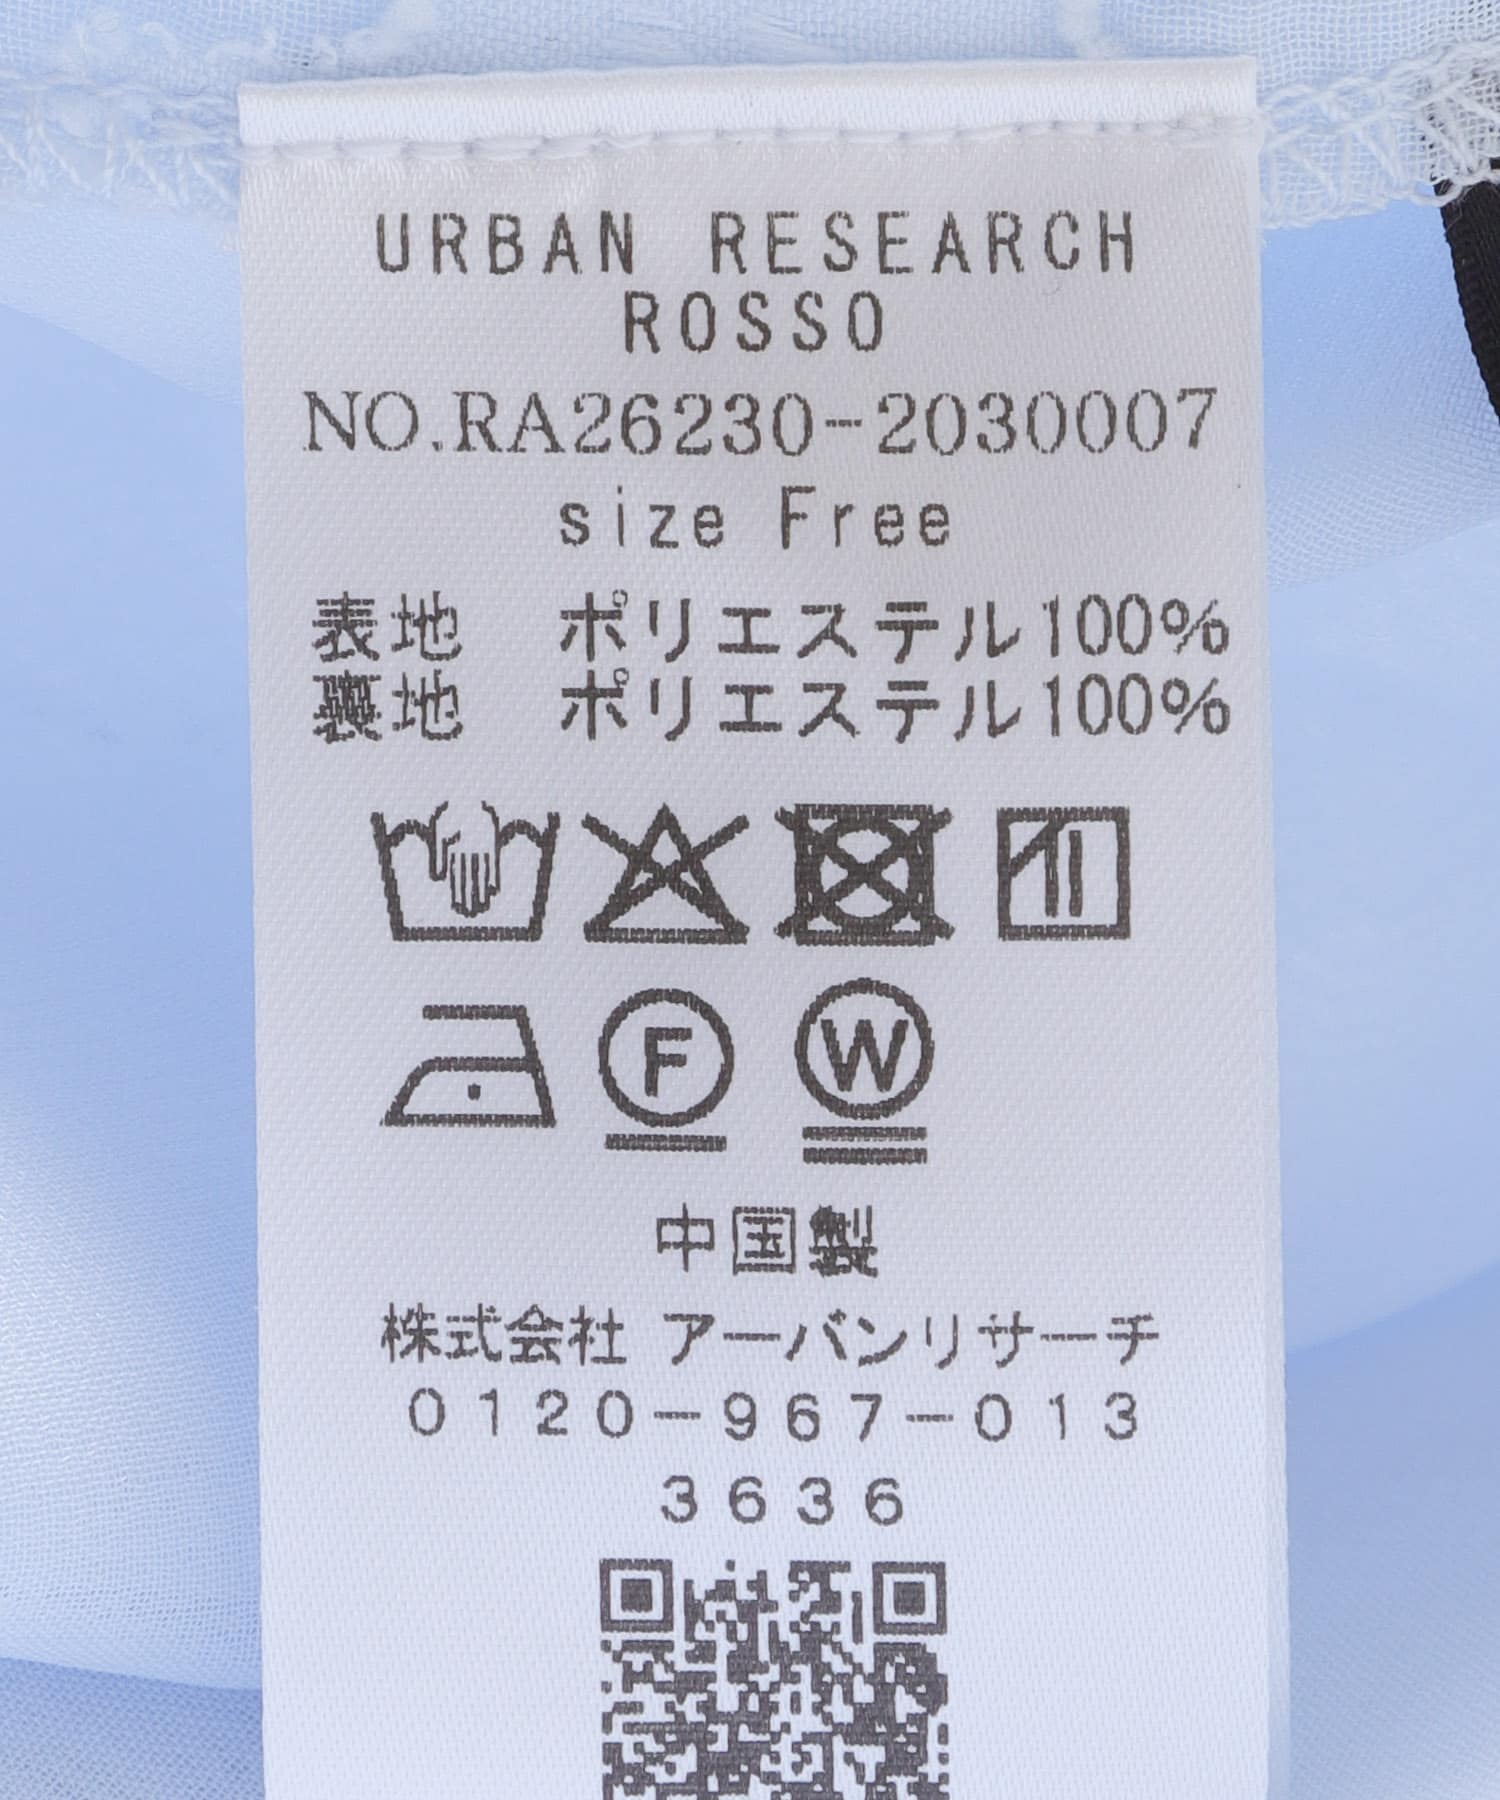 URBAN RESEARCH
ROSSO
NO.RA26230-2030007
size Free
表地　ポリエステル100%
裏地　ポリエステル100%
F W
中国製
株式会社 アーバンリサーチ
0120-967-013
3636